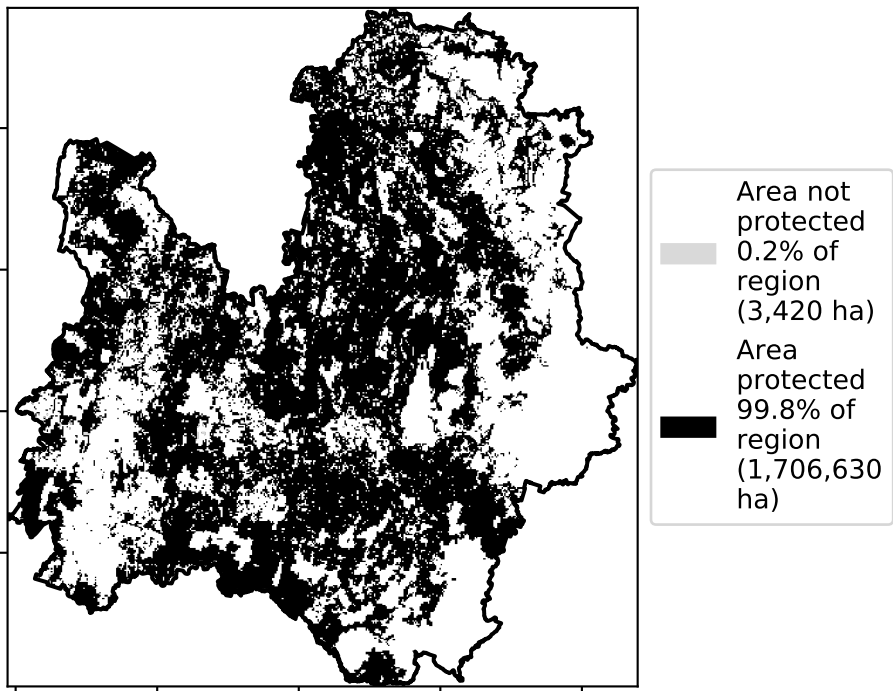 Area not
protected
0.2% of
region
(3,420 ha)
Area
protected
99.8% of
region
(1,706,630
ha)